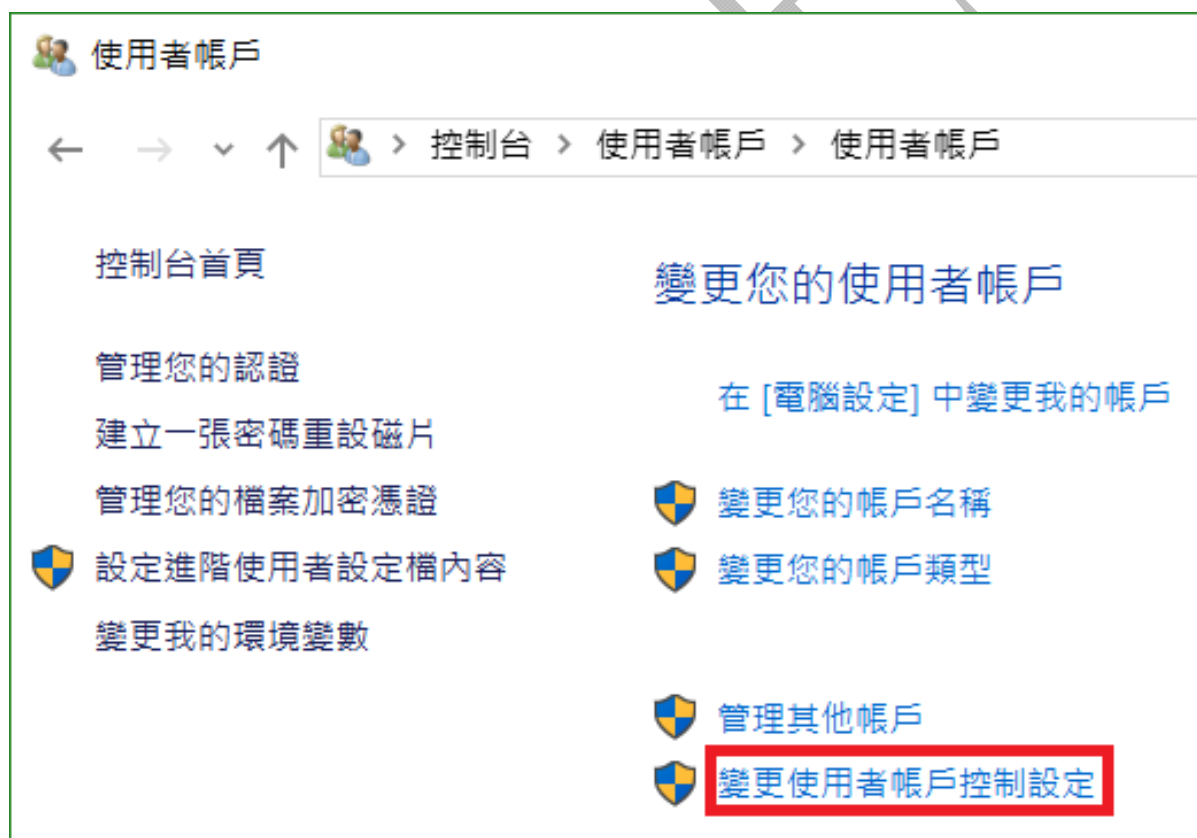 使用者帳戶
控制台 > 使用者帳戶 > 使用者帳戶
控制台首頁
管理您的認證
建立一張密碼重設磁片
管理您的檔案加密憑證
設定進階使用者設定檔內容
變更我的環境變數
變更您的使用者帳戶
在 [電腦設定] 中變更我的帳戶
變更您的帳戶名稱
變更您的帳戶類型
管理其他帳戶
變更使用者帳戶控制設定